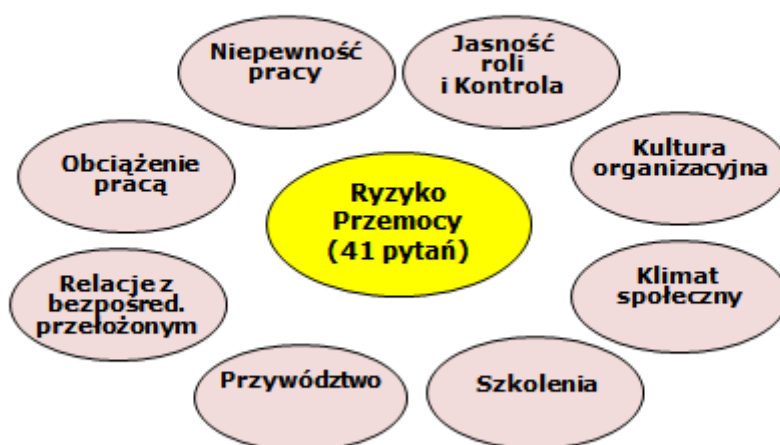 Niepewność
pracy
Jasność
roli
i Kontrola
Obciążenie
pracą
Kultura
organizacyjna
Ryzyko
Przemocy
(41 pytań)
Relacje z
bezpośred.
przełożonym
Klimat
społeczny
Przywództwo
Szkolenia